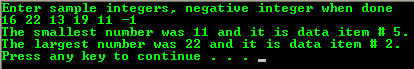 Enter sample integers, negative integer when done
16 22 13 19 11 -1
The smallest number was 11 and it is data item # 5.
The largest number was 22 and it is data item # 2.
Press any key to continue . . . _